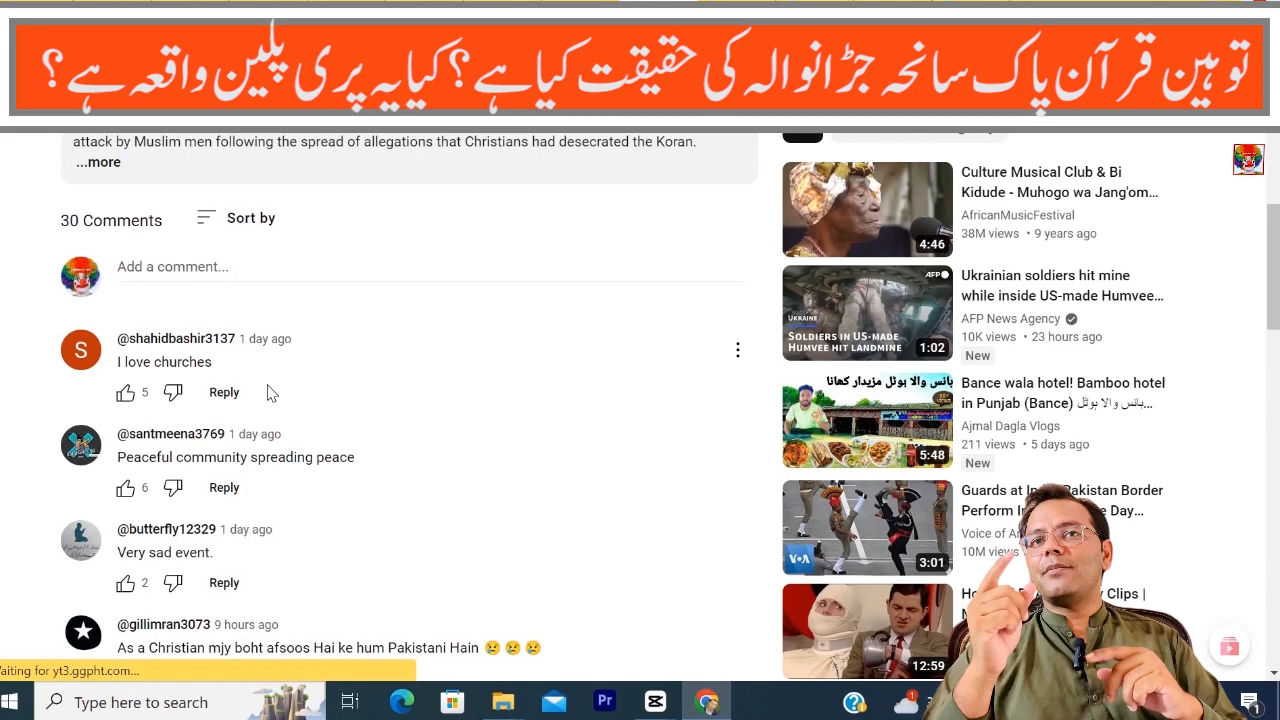 توہین قرآن پاک سانحہ جڑانوالہ کی حقیقت کیا ہے؟ کیا یہ پری پلین واقعہ ہے؟
attack by Muslim men following the spread of allegations that Christians had desecrated the Koran.
...more
30 Comments
Sort by
Add a comment...
S
@shahidbashir3137 1 day ago
I love churches
5 Reply
@santmeena3769 1 day ago
Peaceful community spreading peace
6 Reply
@butterfly12329 1 day ago
Very sad event.
2 Reply
@gillimran3073 9 hours ago
As a Christian mjy boht afsoos Hai ke hum Pakistani Hain 😢 😢 😢
4:46
Culture Musical Club & Bi
Kidude - Muhogo wa Jang'om...
AfricanMusicFestival
38M views • 9 years ago
AFP
UKRAINE
SOLDIERS IN US-MADE
HUMVEE HIT LANDMINE
1:02
Ukrainian soldiers hit mine
while inside US-made Humvee...
AFP News Agency
10K views • 23 hours ago
New
بانس والا ہوٹل مزیدار کھانا
5:48
Bance wala hotel! Bamboo hotel
in Punjab (Bance) بانس والا ہوٹل...
Ajmal Dagla Vlogs
211 views • 5 days ago
New
VOA
3:01
Guards at Pakistan Border
Perform Day...
Voice of
10M views
12:59
Clips |
aiting for yt3.ggpht.com...
Type here to search
Pr
1
1